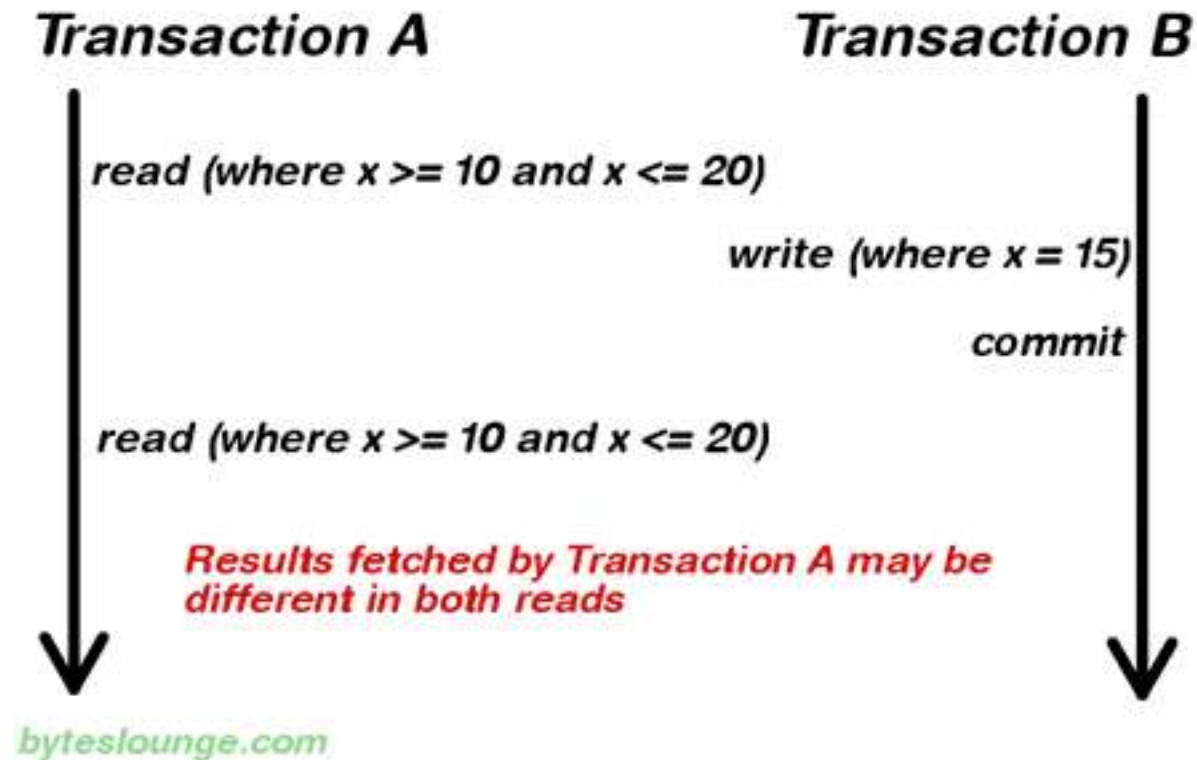 Transaction A
Transaction B
read (where x >= 10 and x <= 20)
write (where x = 15)
commit
read (where x >= 10 and x <= 20)
Results fetched by Transaction A may be
different in both reads
byteslounge.com